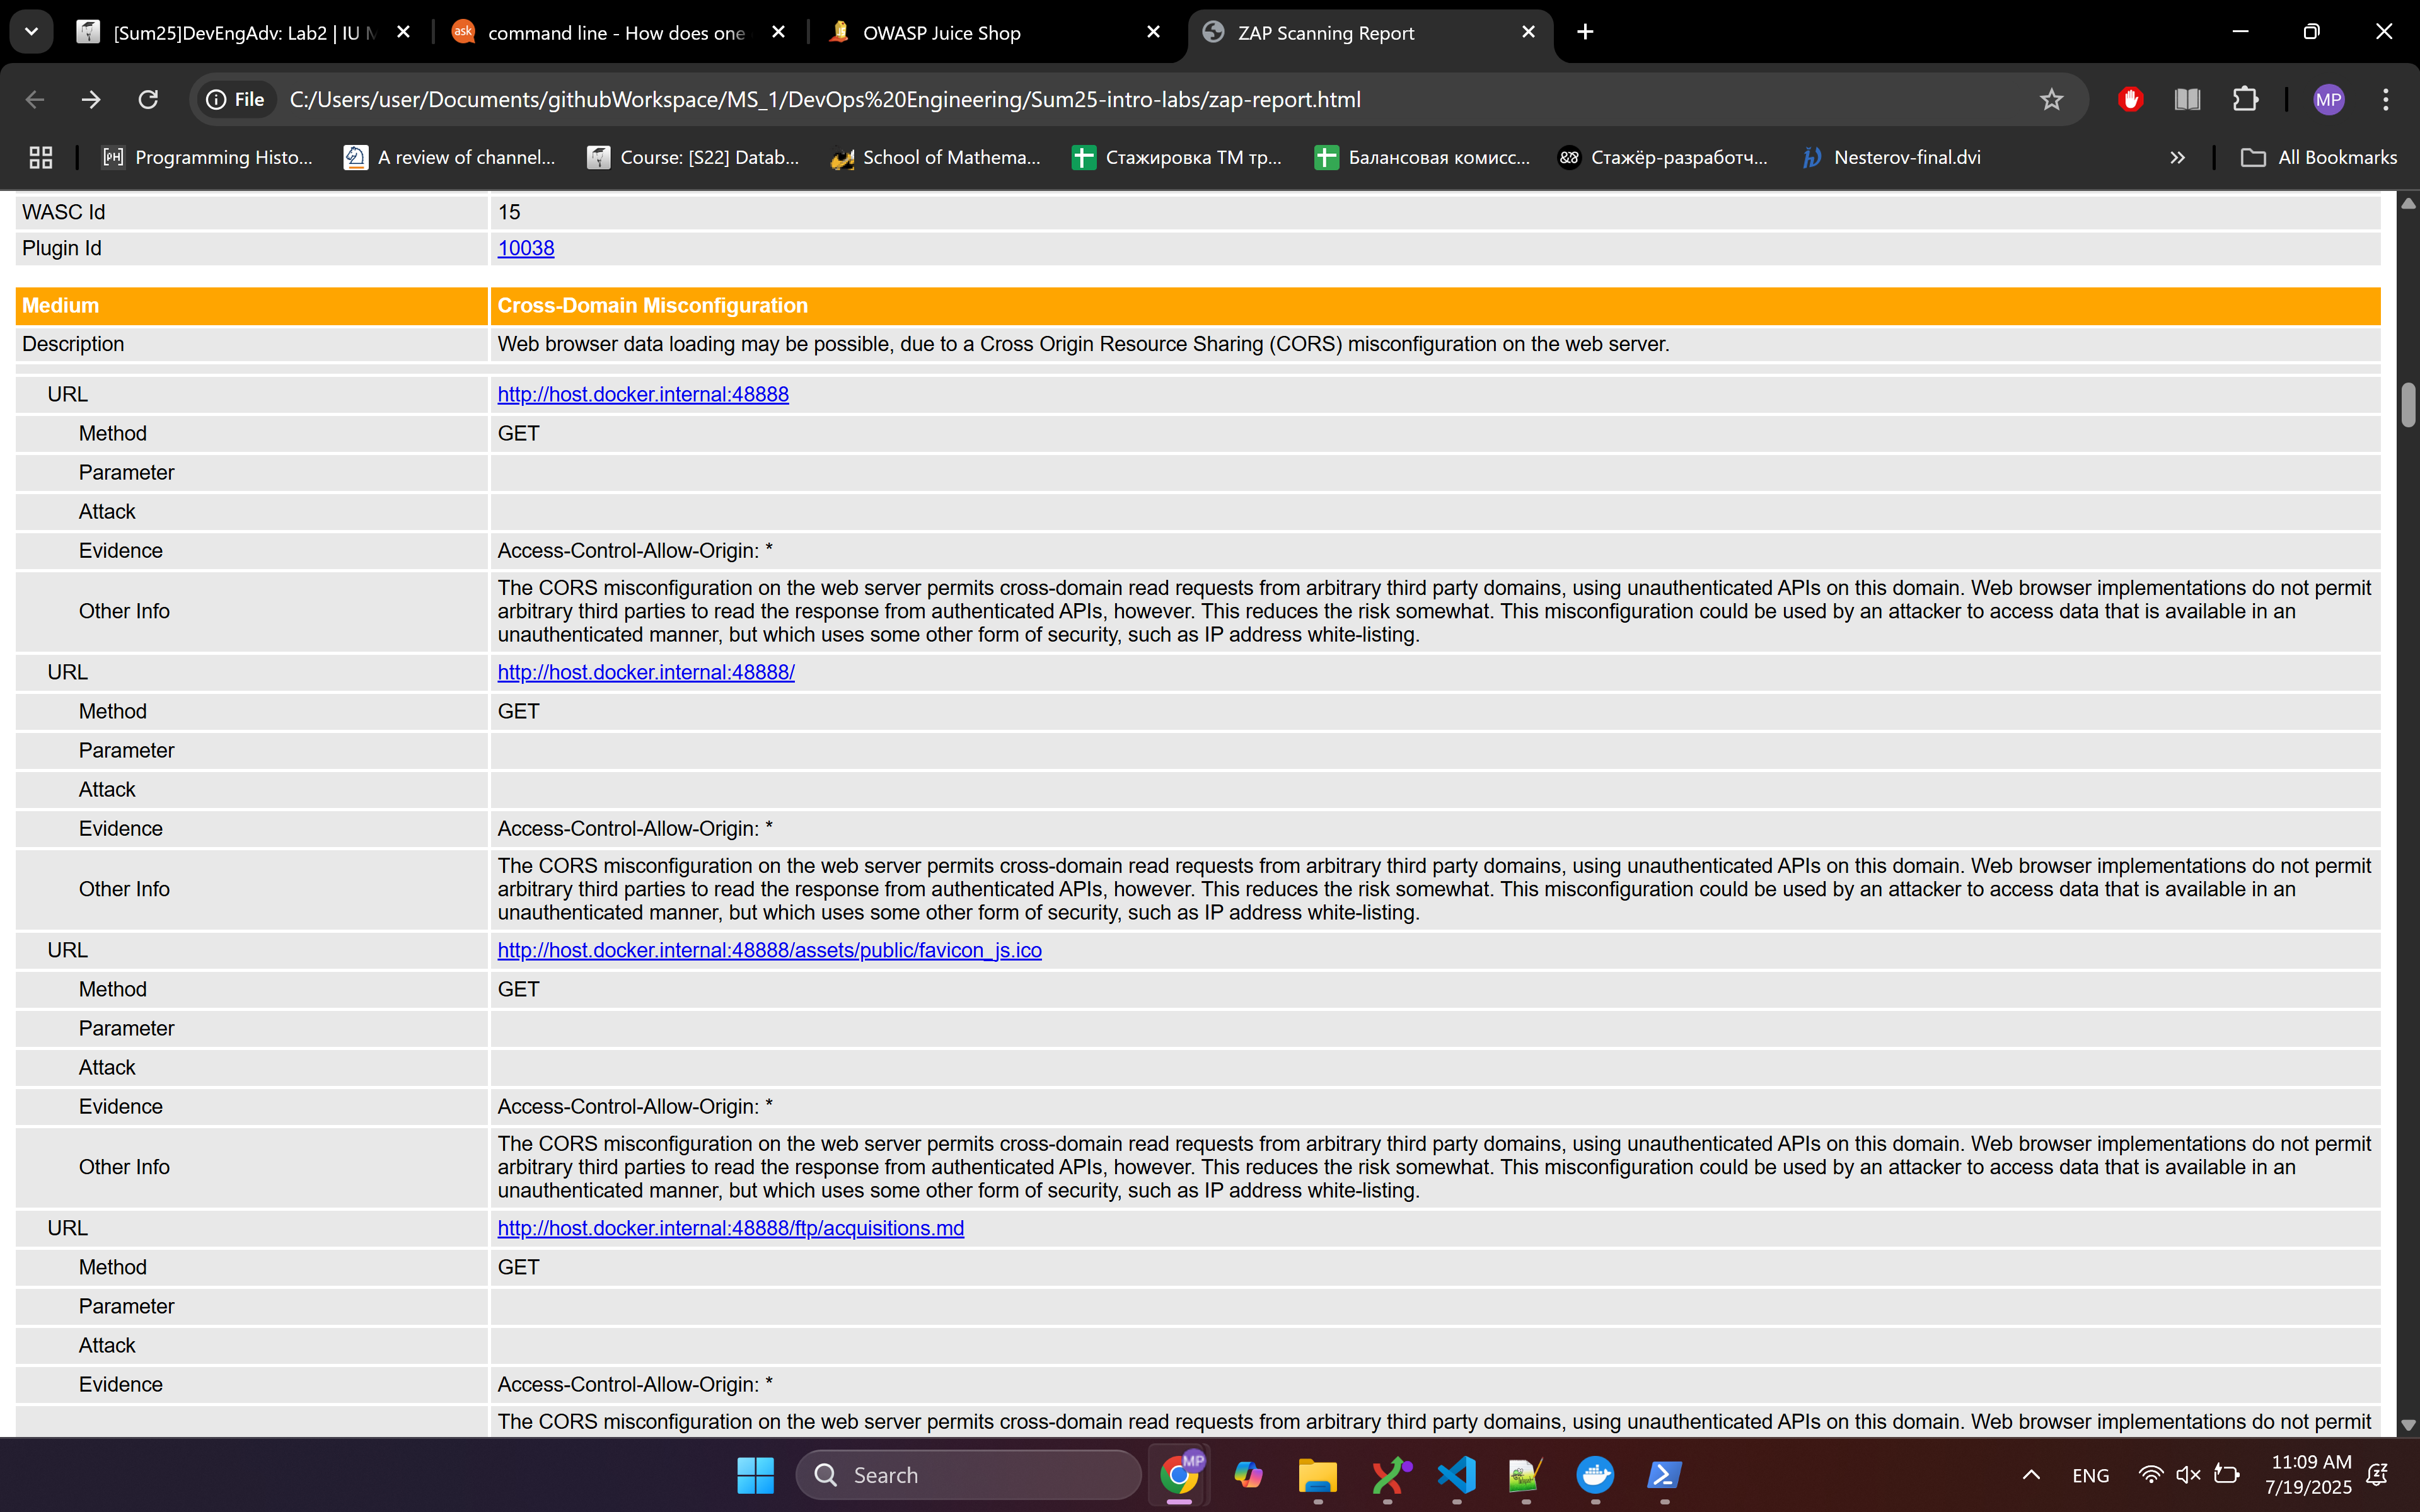 [Sum25]DevEngAdv: Lab2 | IU
command line - How does one
OWASP Juice Shop
ZAP Scanning Report
File
C:/Users/user/Documents/githubWorkspace/MS_1/DevOps%20Engineering/Sum25-intro-labs/zap-report.html
MP
Programming Histo...
A review of channel...
Course: [S22] Datab...
School of Mathema...
Стажировка ТМ тр...
Балансовая комисс...
Стажёр-разработч...
Nesterov-final.dvi
All Bookmarks
WASC Id 15
Plugin Id 10038
Medium Cross-Domain Misconfiguration
Description Web browser data loading may be possible, due to a Cross Origin Resource Sharing (CORS) misconfiguration on the web server.
URL http://host.docker.internal:48888
Method GET
Parameter
Attack
Evidence Access-Control-Allow-Origin: *
The CORS misconfiguration on the web server permits cross-domain read requests from arbitrary third party domains, using unauthenticated APIs on this domain. Web browser implementations do not permit
Other Info arbitrary third parties to read the response from authenticated APIs, however. This reduces the risk somewhat. This misconfiguration could be used by an attacker to access data that is available in an
unauthenticated manner, but which uses some other form of security, such as IP address white-listing.
URL http://host.docker.internal:48888/
Method GET
Parameter
Attack
Evidence Access-Control-Allow-Origin: *
The CORS misconfiguration on the web server permits cross-domain read requests from arbitrary third party domains, using unauthenticated APIs on this domain. Web browser implementations do not permit
Other Info arbitrary third parties to read the response from authenticated APIs, however. This reduces the risk somewhat. This misconfiguration could be used by an attacker to access data that is available in an
unauthenticated manner, but which uses some other form of security, such as IP address white-listing.
URL http://host.docker.internal:48888/assets/public/favicon_js.ico
Method GET
Parameter
Attack
Evidence Access-Control-Allow-Origin: *
The CORS misconfiguration on the web server permits cross-domain read requests from arbitrary third party domains, using unauthenticated APIs on this domain. Web browser implementations do not permit
Other Info arbitrary third parties to read the response from authenticated APIs, however. This reduces the risk somewhat. This misconfiguration could be used by an attacker to access data that is available in an
unauthenticated manner, but which uses some other form of security, such as IP address white-listing.
URL http://host.docker.internal:48888/ftp/acquisitions.md
Method GET
Parameter
Attack
Evidence Access-Control-Allow-Origin: *
The CORS misconfiguration on the web server permits cross-domain read requests from arbitrary third party domains, using unauthenticated APIs on this domain. Web browser implementations do not permit
Search
MP
ENG
11:09 AM
7/19/2025